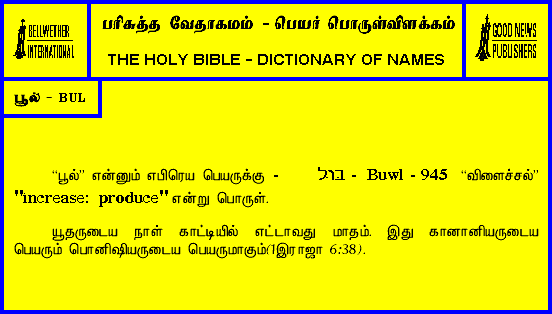 BELLWETHER
INTERNATIONAL
பரிசுத்த வேதாகமம் - பெயர் பொருள்விளக்கம்
THE HOLY BIBLE - DICTIONARY OF NAMES
GOOD NEWS
PUBLISHERS
பூல் - BUL
“பூல்” என்னும் எபிரெய பெயருக்கு - בול - Buwl - 945 “விளைச்சல்”
"increase: produce" என்று பொருள்.
யூதருடைய நாள் காட்டியில் எட்டாவது மாதம். இது கானானியருடைய
பெயரும் பொனிஷியருடைய பெயருமாகும்(1இராஜா 6:38).